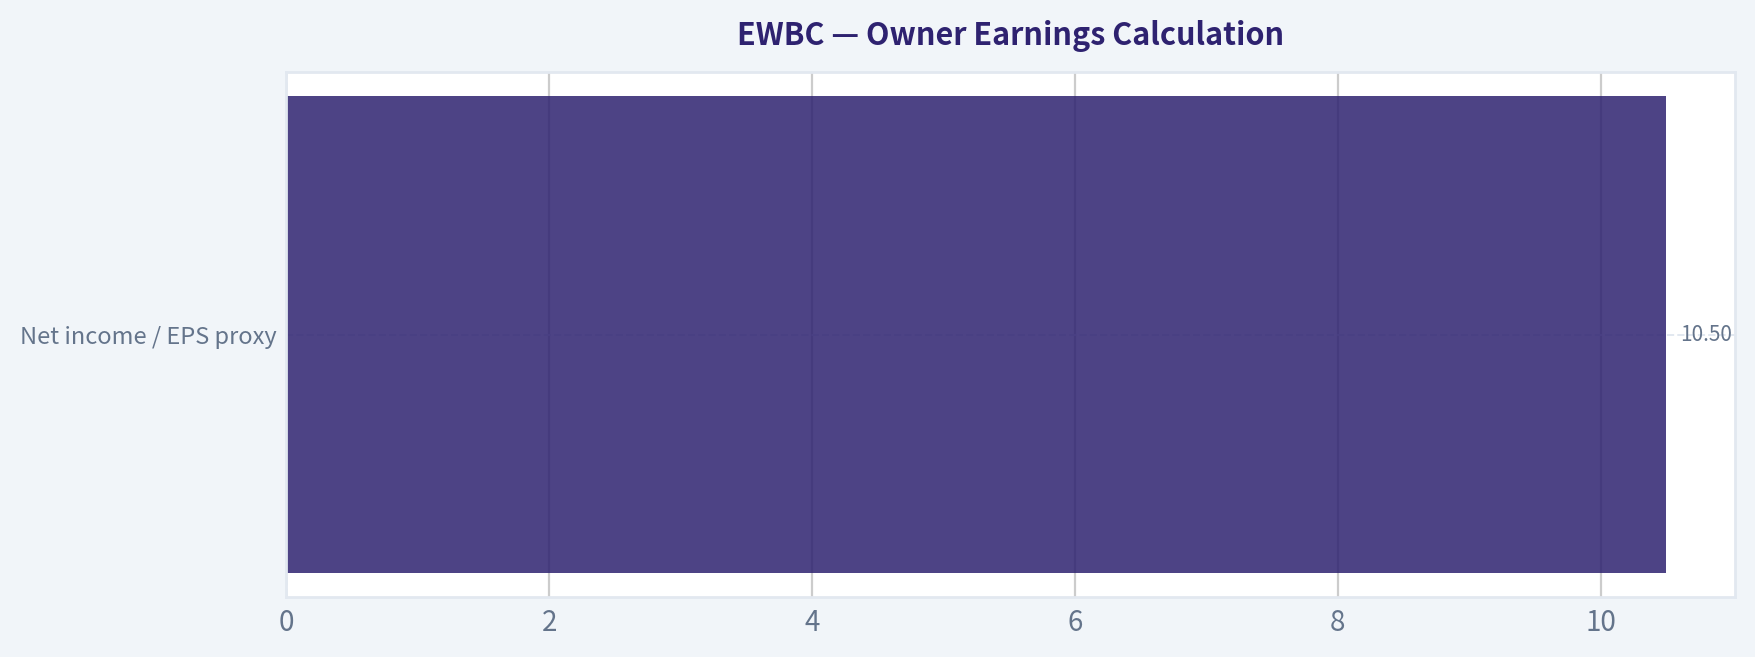 EWBC — Owner Earnings Calculation
Net income / EPS proxy
10.50
0 2 4 6 8 10